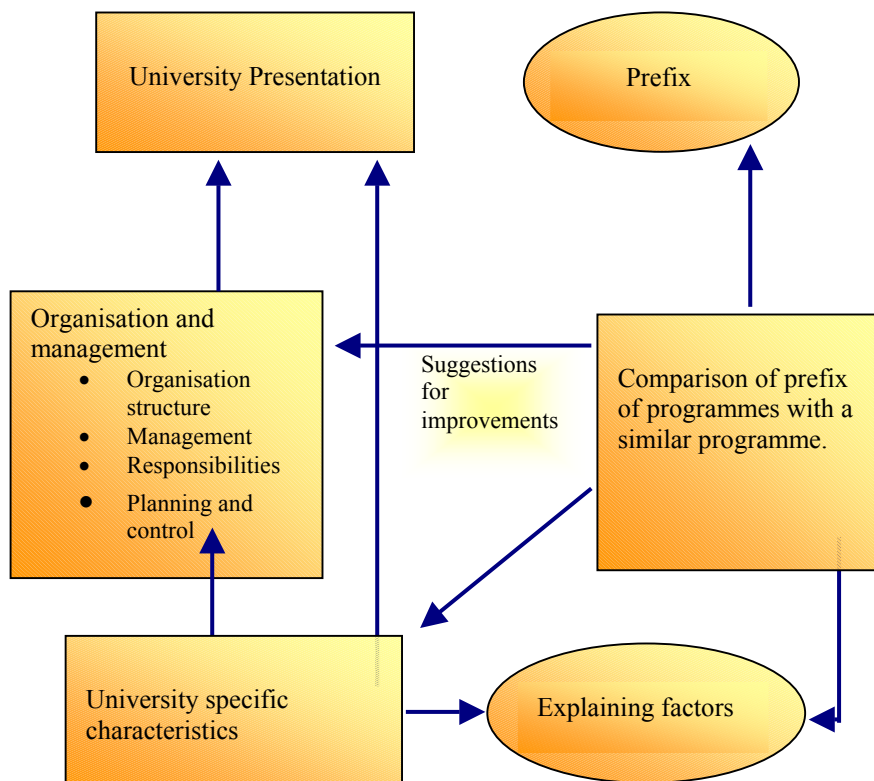 University Presentation
Prefix
Organisation and
management
• Organisation
structure
• Management
• Responsibilities
• Planning and
control
Suggestions
for
improvements
Comparison of prefix
of programmes with a
similar programme.
University specific
characteristics
Explaining factors